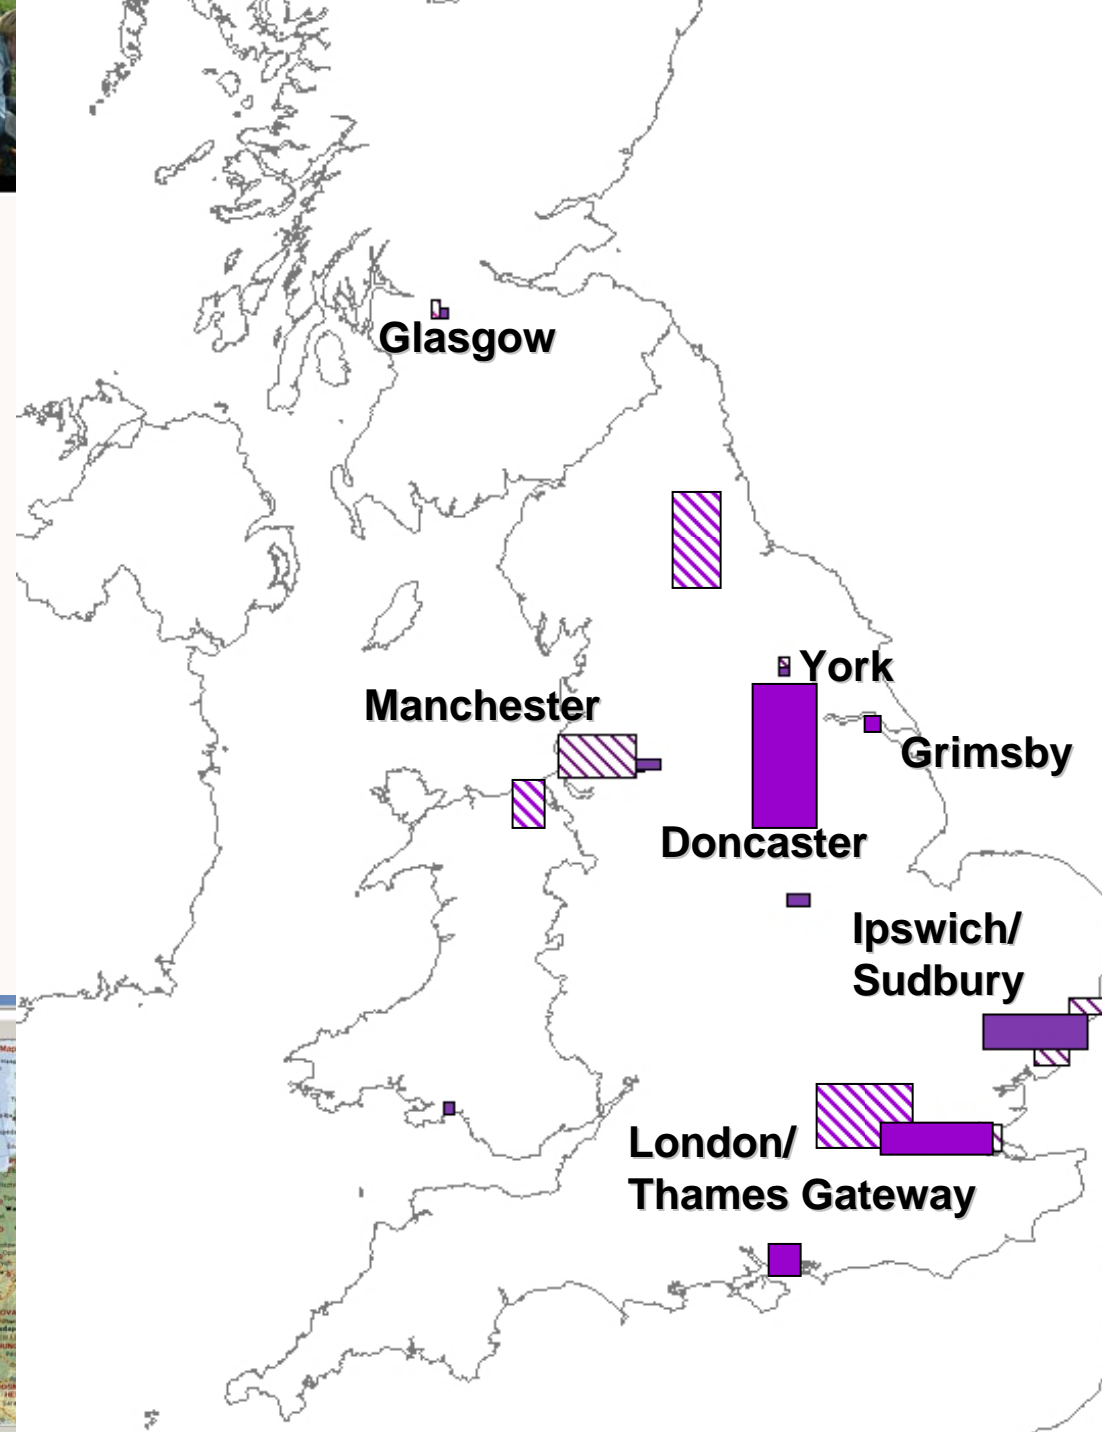 Glasgow
York
Manchester
Grimsby
Doncaster
Ipswich/
Sudbury
London/
Thames Gateway